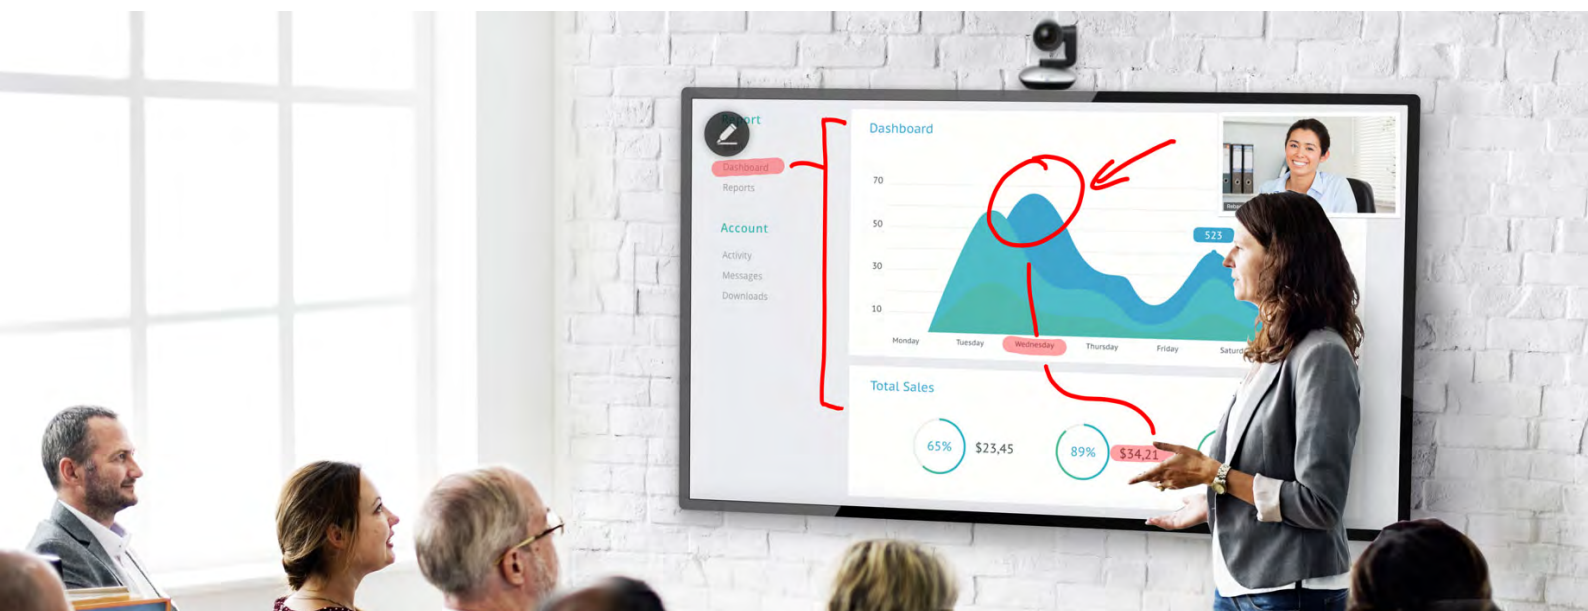 Report
Dashboard
Reports
Account
Activity
Messages
Downloads
Dashboard
70
50
30
10
523
Monday
Tuesday
Wednesday
Thursday
Friday
Total Sales
65%
$23,45
89%
$34,21